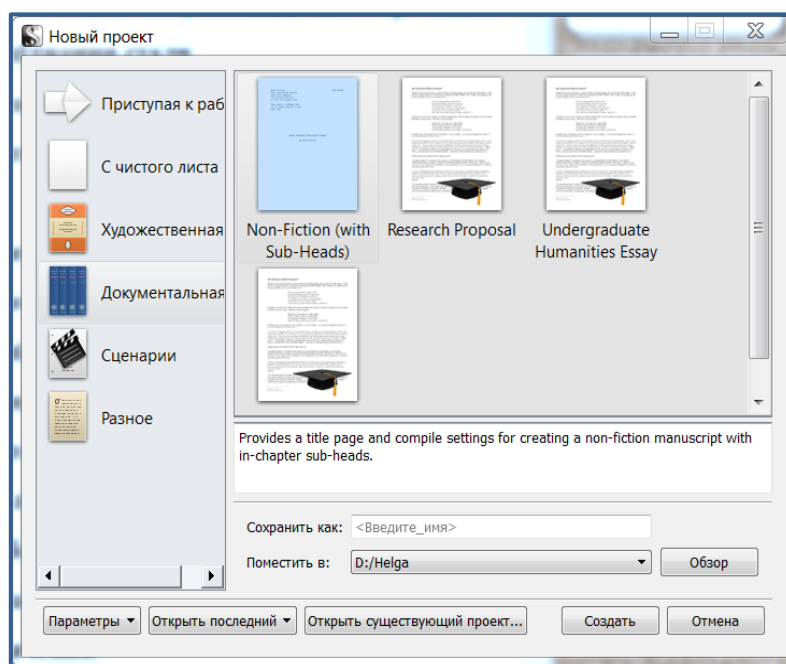 Новый проект
Приступая к раб
С чистого листа
Художественная
Документальная
Сценарии
Разное
Non-Fiction (with
Sub-Heads)
Research Proposal
Undergraduate
Humanities Essay
Provides a title page and compile settings for creating a non-fiction manuscript with
in-chapter sub-heads.
Сохранить как: <Введите_имя>
Поместить в: D:/Helga Обзор
Параметры Открыть последний Открыть существующий проект... Создать Отмена